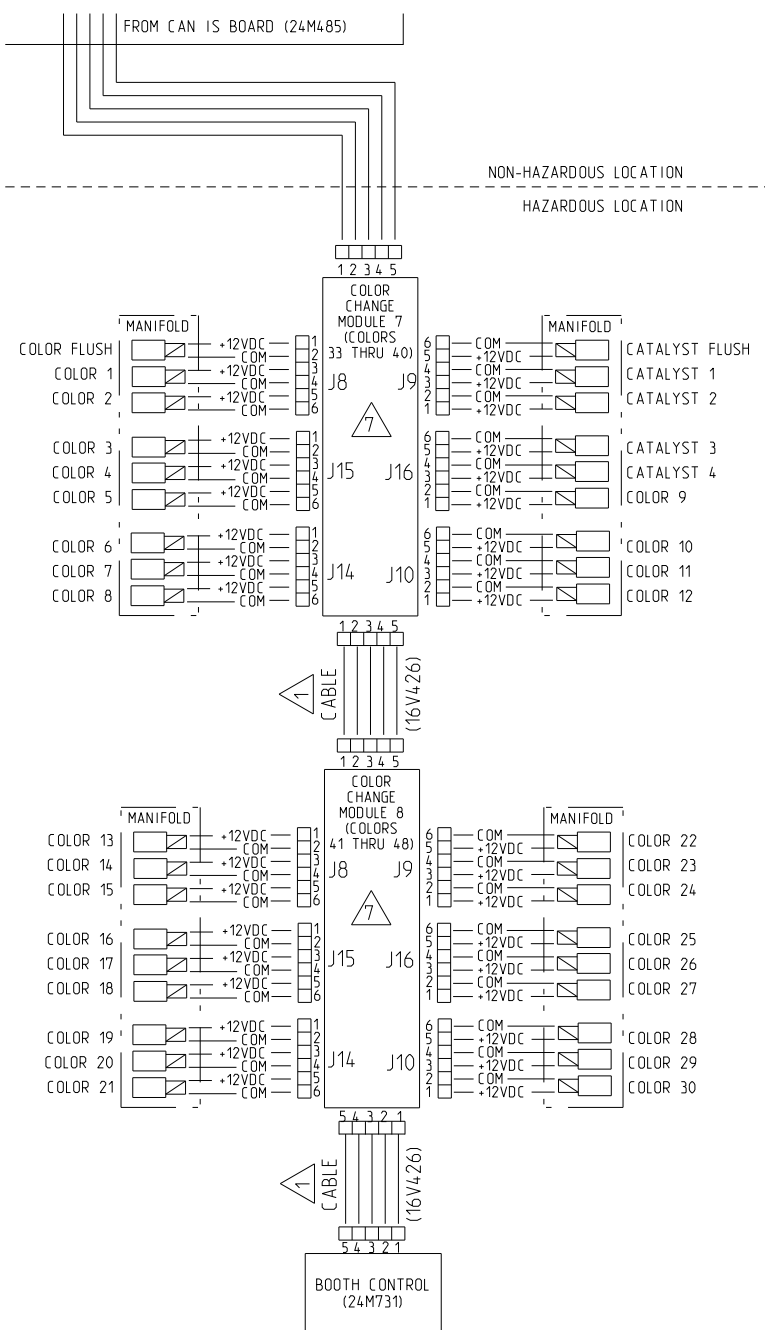 FROM CAN IS BOARD (24M485)
NON-HAZARDOUS LOCATION
HAZARDOUS LOCATION
1 2 3 4 5
COLOR
CHANGE
MODULE 7
(COLORS
33 THRU 40)
MANIFOLD
COLOR FLUSH
COLOR 1
COLOR 2
+12VDC 1
COM 2
+12VDC 3
COM 4
+12VDC 5
COM 6
J8
J9
6 COM
5 +12VDC
4 COM
3 +12VDC
2 COM
1 +12VDC
MANIFOLD
CATALYST FLUSH
CATALYST 1
CATALYST 2
7
COLOR 3
COLOR 4
COLOR 5
+12VDC 1
COM 2
+12VDC 3
COM 4
+12VDC 5
COM 6
J15
J16
6 COM
5 +12VDC
4 COM
3 +12VDC
2 COM
1 +12VDC
CATALYST 3
CATALYST 4
COLOR 9
COLOR 6
COLOR 7
COLOR 8
+12VDC 1
COM 2
+12VDC 3
COM 4
+12VDC 5
COM 6
J14
J10
6 COM
5 +12VDC
4 COM
3 +12VDC
2 COM
1 +12VDC
COLOR 10
COLOR 11
COLOR 12
1 2 3 4 5
1
CABLE
(16V426)
1 2 3 4 5
COLOR
CHANGE
MODULE 8
(COLORS
41 THRU 48)
MANIFOLD
COLOR 13
COLOR 14
COLOR 15
+12VDC 1
COM 2
+12VDC 3
COM 4
+12VDC 5
COM 6
J8
J9
6 COM
5 +12VDC
4 COM
3 +12VDC
2 COM
1 +12VDC
MANIFOLD
COLOR 22
COLOR 23
COLOR 24
7
COLOR 16
COLOR 17
COLOR 18
+12VDC 1
COM 2
+12VDC 3
COM 4
+12VDC 5
COM 6
J15
J16
6 COM
5 +12VDC
4 COM
3 +12VDC
2 COM
1 +12VDC
COLOR 25
COLOR 26
COLOR 27
COLOR 19
COLOR 20
COLOR 21
+12VDC 1
COM 2
+12VDC 3
COM 4
+12VDC 5
COM 6
J14
J10
6 COM
5 +12VDC
4 COM
3 +12VDC
2 COM
1 +12VDC
COLOR 28
COLOR 29
COLOR 30
5 4 3 2 1
1
CABLE
(16V426)
5 4 3 2 1
BOOTH CONTROL
(24M731)